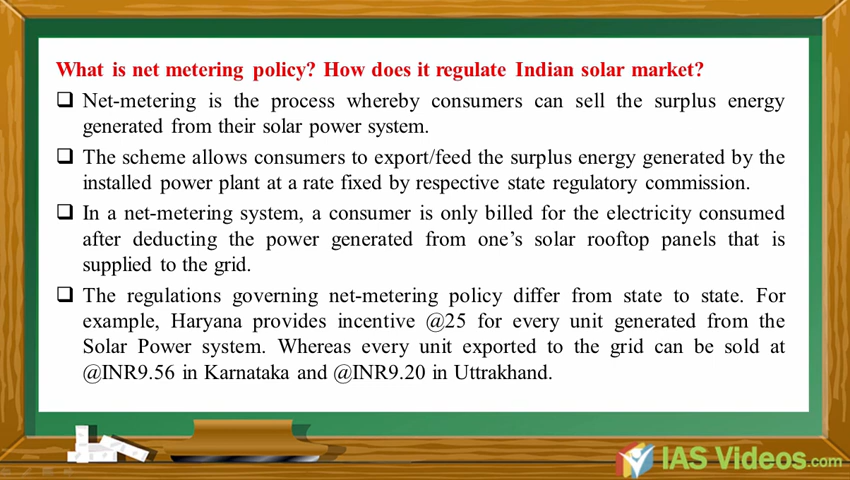 What is net metering policy? How does it regulate Indian solar market?
❑ Net-metering is the process whereby consumers can sell the surplus energy
generated from their solar power system.
❑ The scheme allows consumers to export/feed the surplus energy generated by the
installed power plant at a rate fixed by respective state regulatory commission.
❑ In a net-metering system, a consumer is only billed for the electricity consumed
after deducting the power generated from one’s solar rooftop panels that is
supplied to the grid.
❑ The regulations governing net-metering policy differ from state to state. For
example, Haryana provides incentive @25 for every unit generated from the
Solar Power system. Whereas every unit exported to the grid can be sold at
@INR9.56 in Karnataka and @INR9.20 in Uttrakhand.
IAS Videos.com